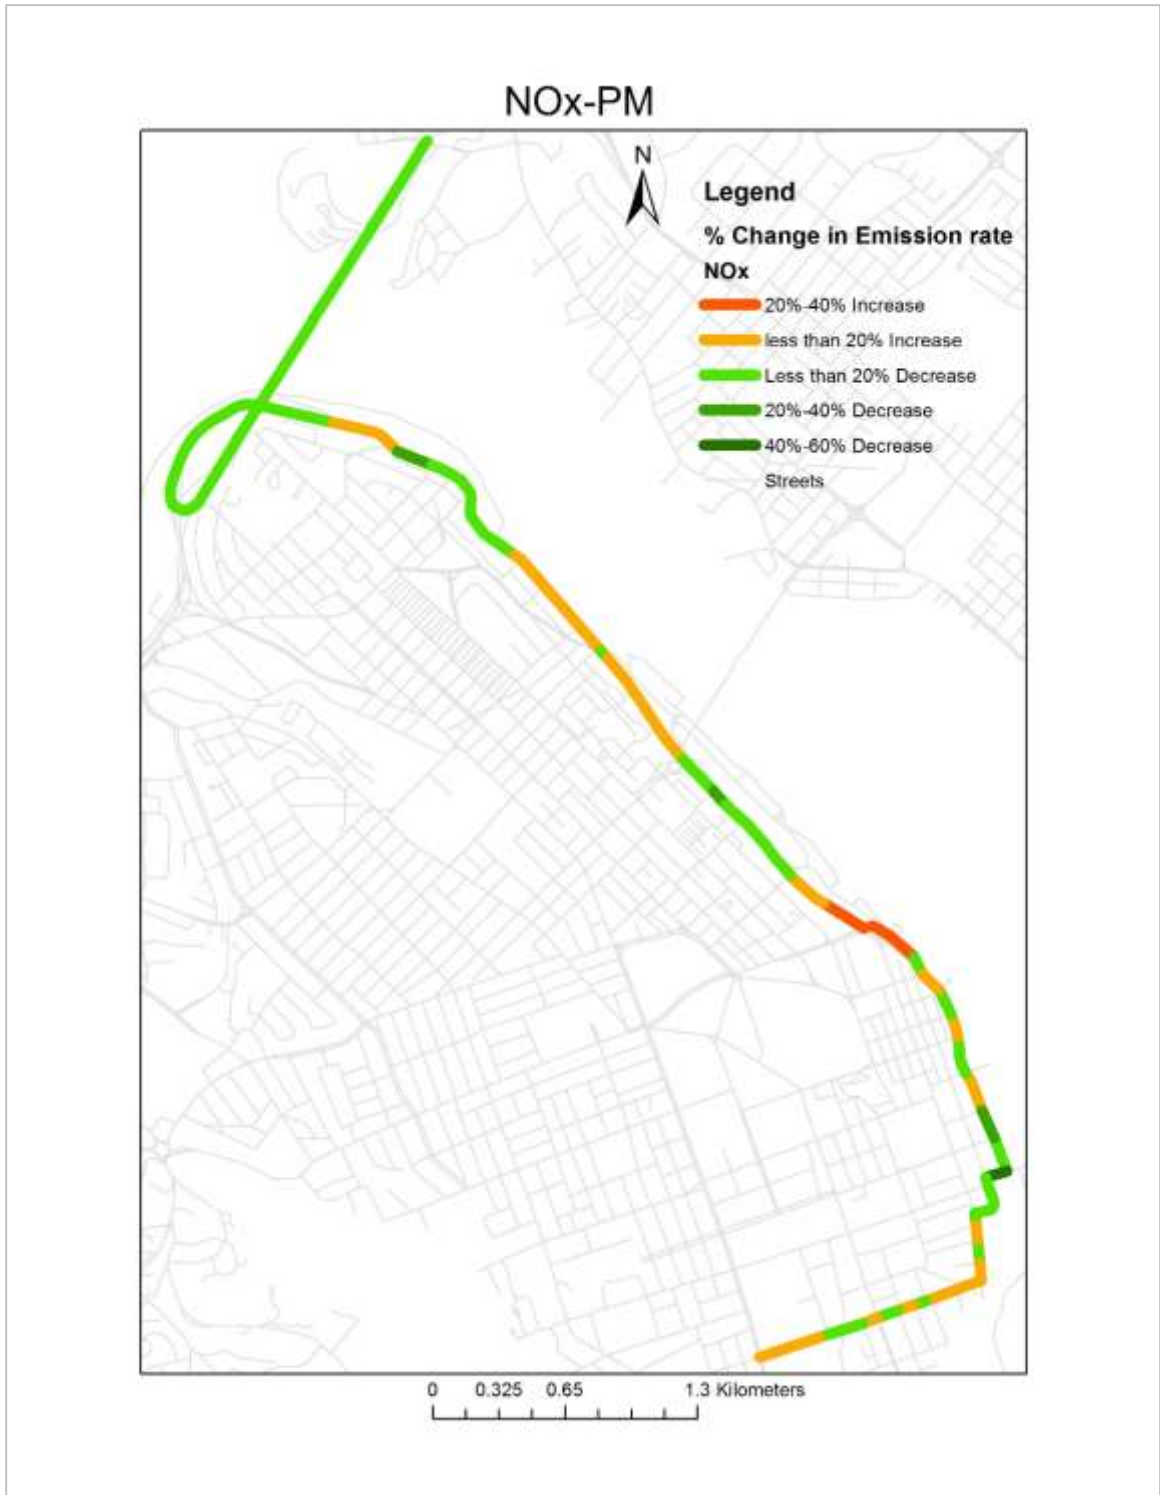 NOx-PM
N
Legend
% Change in Emission rate
NOx
20%-40% Increase
less than 20% Increase
Less than 20% Decrease
20%-40% Decrease
40%-60% Decrease
Streets
0 0.325 0.65 1.3 Kilometers